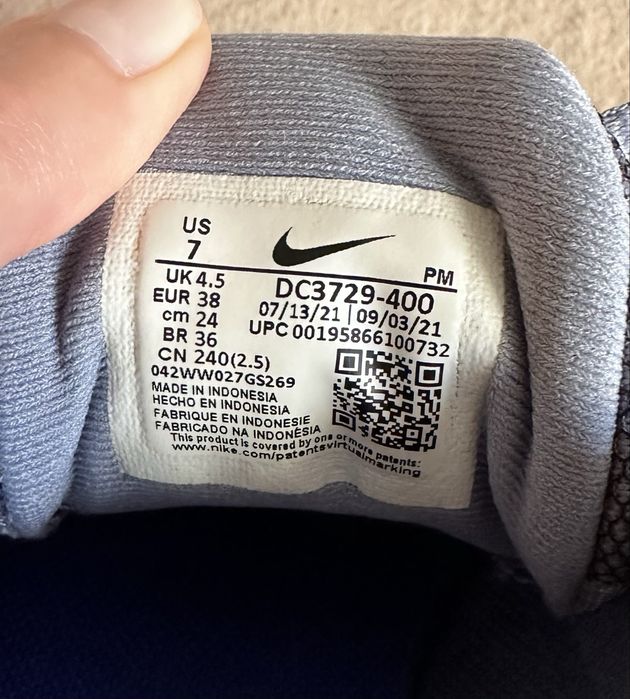 US
7
PM
UK 4.5
EUR 38
cm 24
BR 36
CN 240(2.5)
DC3729-400
07/13/21 | 09/03/21
UPC 00195866100732
042WW027GS269
MADE IN INDONESIA
HECHO EN INDONESIA
FABRIQUE EN INDONESIE
FABRICADO NA INDONÉSIA
This product is covered by one or more patents:
www.nike.com/patentsvirtualmarking